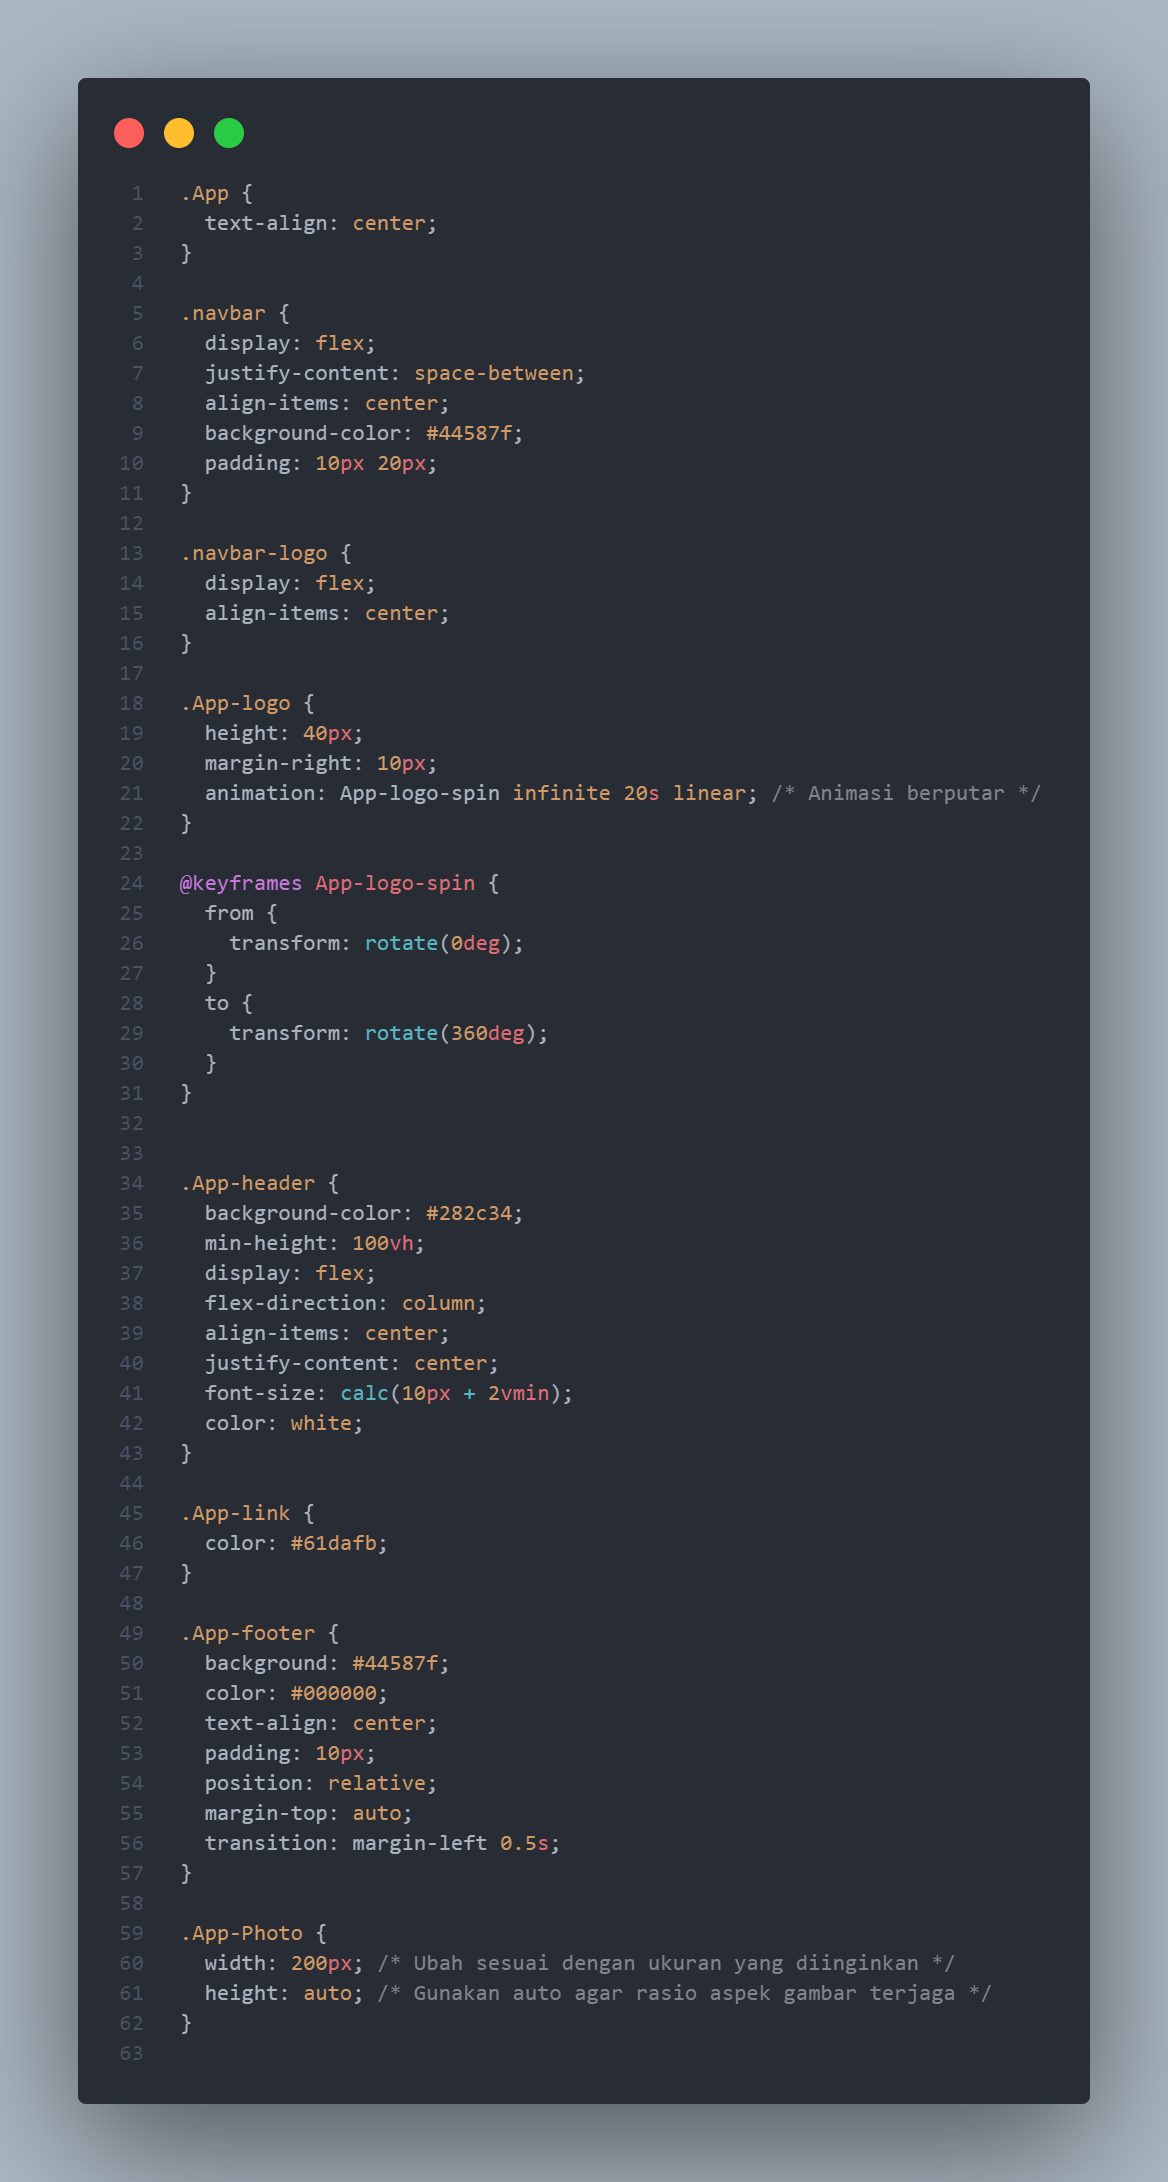 1 .App {
2   text-align: center;
3 }
4
5 .navbar {
6   display: flex;
7   justify-content: space-between;
8   align-items: center;
9   background-color: #44587f;
10   padding: 10px 20px;
11 }
12
13 .navbar-logo {
14   display: flex;
15   align-items: center;
16 }
17
18 .App-logo {
19   height: 40px;
20   margin-right: 10px;
21   animation: App-logo-spin infinite 20s linear; /* Animasi berputar */
22 }
23
24 @keyframes App-logo-spin {
25   from {
26     transform: rotate(0deg);
27   }
28   to {
29     transform: rotate(360deg);
30   }
31 }
32
33
34 .App-header {
35   background-color: #282c34;
36   min-height: 100vh;
37   display: flex;
38   flex-direction: column;
39   align-items: center;
40   justify-content: center;
41   font-size: calc(10px + 2vmin);
42   color: white;
43 }
44
45 .App-link {
46   color: #61dafb;
47 }
48
49 .App-footer {
50   background: #44587f;
51   color: #000000;
52   text-align: center;
53   padding: 10px;
54   position: relative;
55   margin-top: auto;
56   transition: margin-left 0.5s;
57 }
58
59 .App-Photo {
60   width: 200px; /* Ubah sesuai dengan ukuran yang diinginkan */
61   height: auto; /* Gunakan auto agar rasio aspek gambar terjaga */
62 }
63